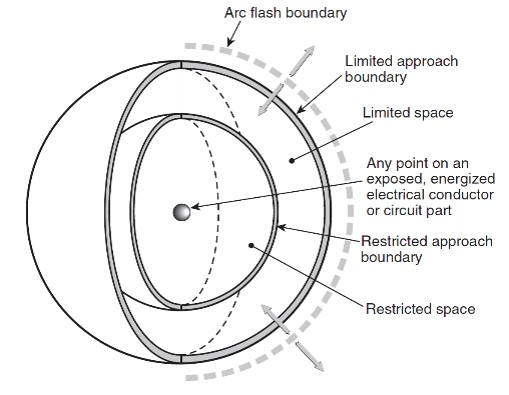 Arc flash boundary
Limited approach
boundary
Limited space
Any point on an
exposed, energized
electrical conductor
or circuit part
Restricted approach
boundary
Restricted space